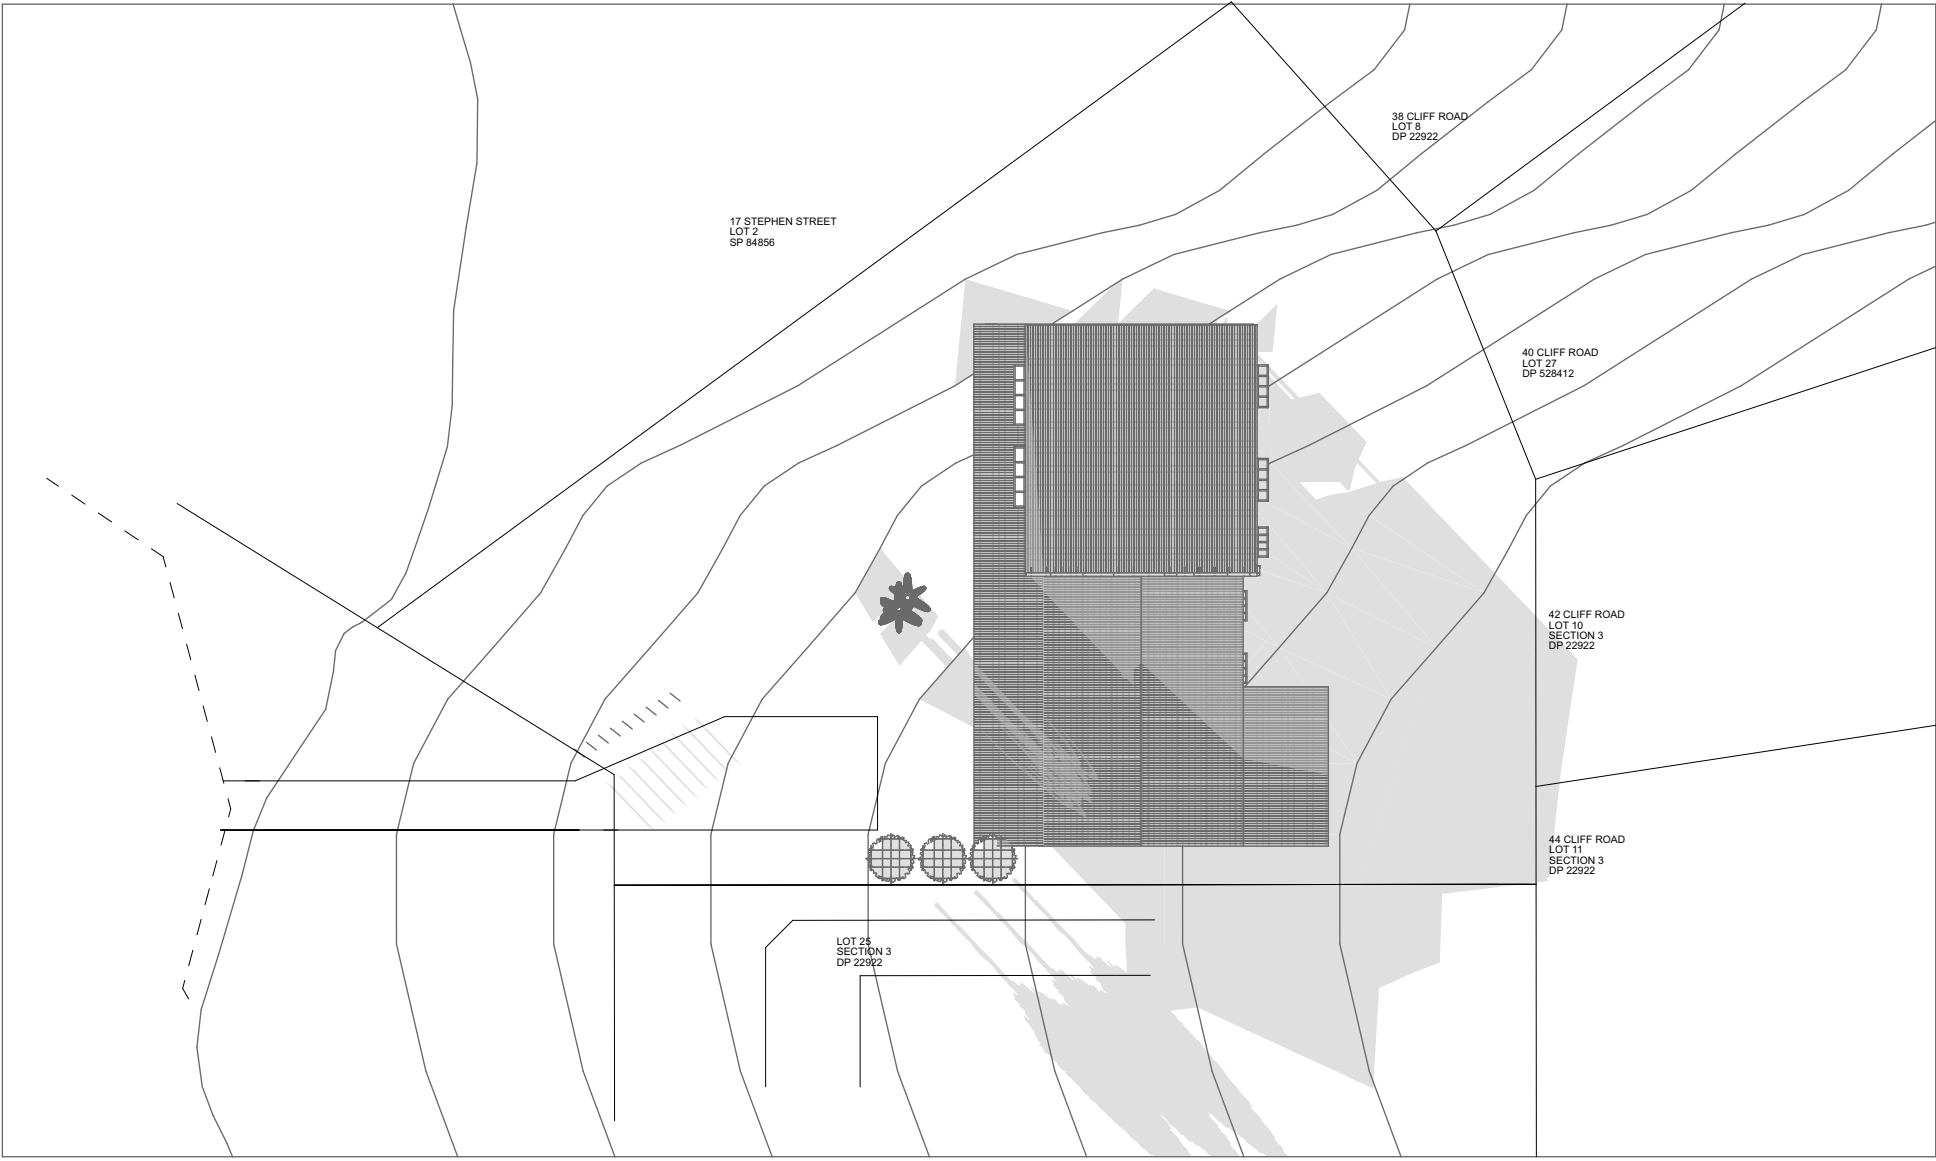 38 CLIFF ROAD
LOT 8
DP 22922
17 STEPHEN STREET
LOT 2
SP 84856
40 CLIFF ROAD
LOT 27
DP 528412
42 CLIFF ROAD
LOT 10
SECTION 3
DP 22922
44 CLIFF ROAD
LOT 11
SECTION 3
DP 22922
LOT 25
SECTION 3
DP 22922